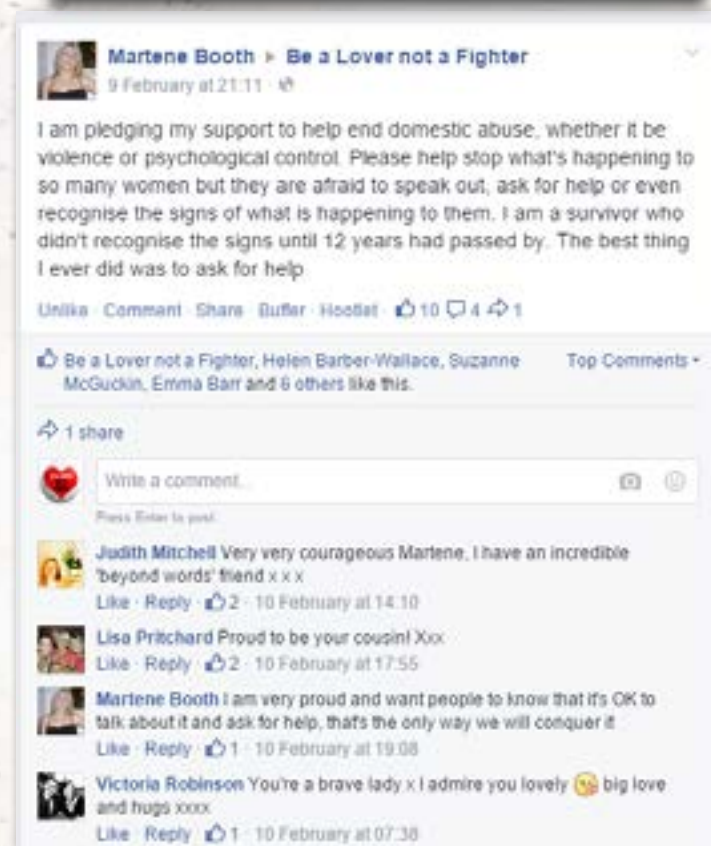 Martene Booth ▸ Be a Lover not a Fighter
9 February at 21:11 ·
I am pledging my support to help end domestic abuse, whether it be
violence or psychological control. Please help stop what's happening to
so many women but they are afraid to speak out, ask for help or even
recognise the signs of what is happening to them. I am a survivor who
didn't recognise the signs until 12 years had passed by. The best thing
I ever did was to ask for help
Unlike · Comment · Share · Buffer · Hootlet · 10 4 1
Be a Lover not a Fighter, Helen Barber-Wallace, Suzanne
McGuckin, Emma Barr and 6 others like this.
Top Comments
1 share
Write a comment...
Press Enter to post.
Judith Mitchell Very very courageous Martene, I have an incredible
'beyond words' friend x x x
Like · Reply · 2 · 10 February at 14:10
Lisa Pritchard Proud to be your cousin! Xxx
Like · Reply · 2 · 10 February at 17:55
Martene Booth I am very proud and want people to know that it's OK to
talk about it and ask for help, that's the only way we will conquer it
Like · Reply · 1 · 10 February at 19:08
Victoria Robinson You're a brave lady x I admire you lovely 😘 big love
and hugs xxxx
Like · Reply · 1 · 10 February at 07:38